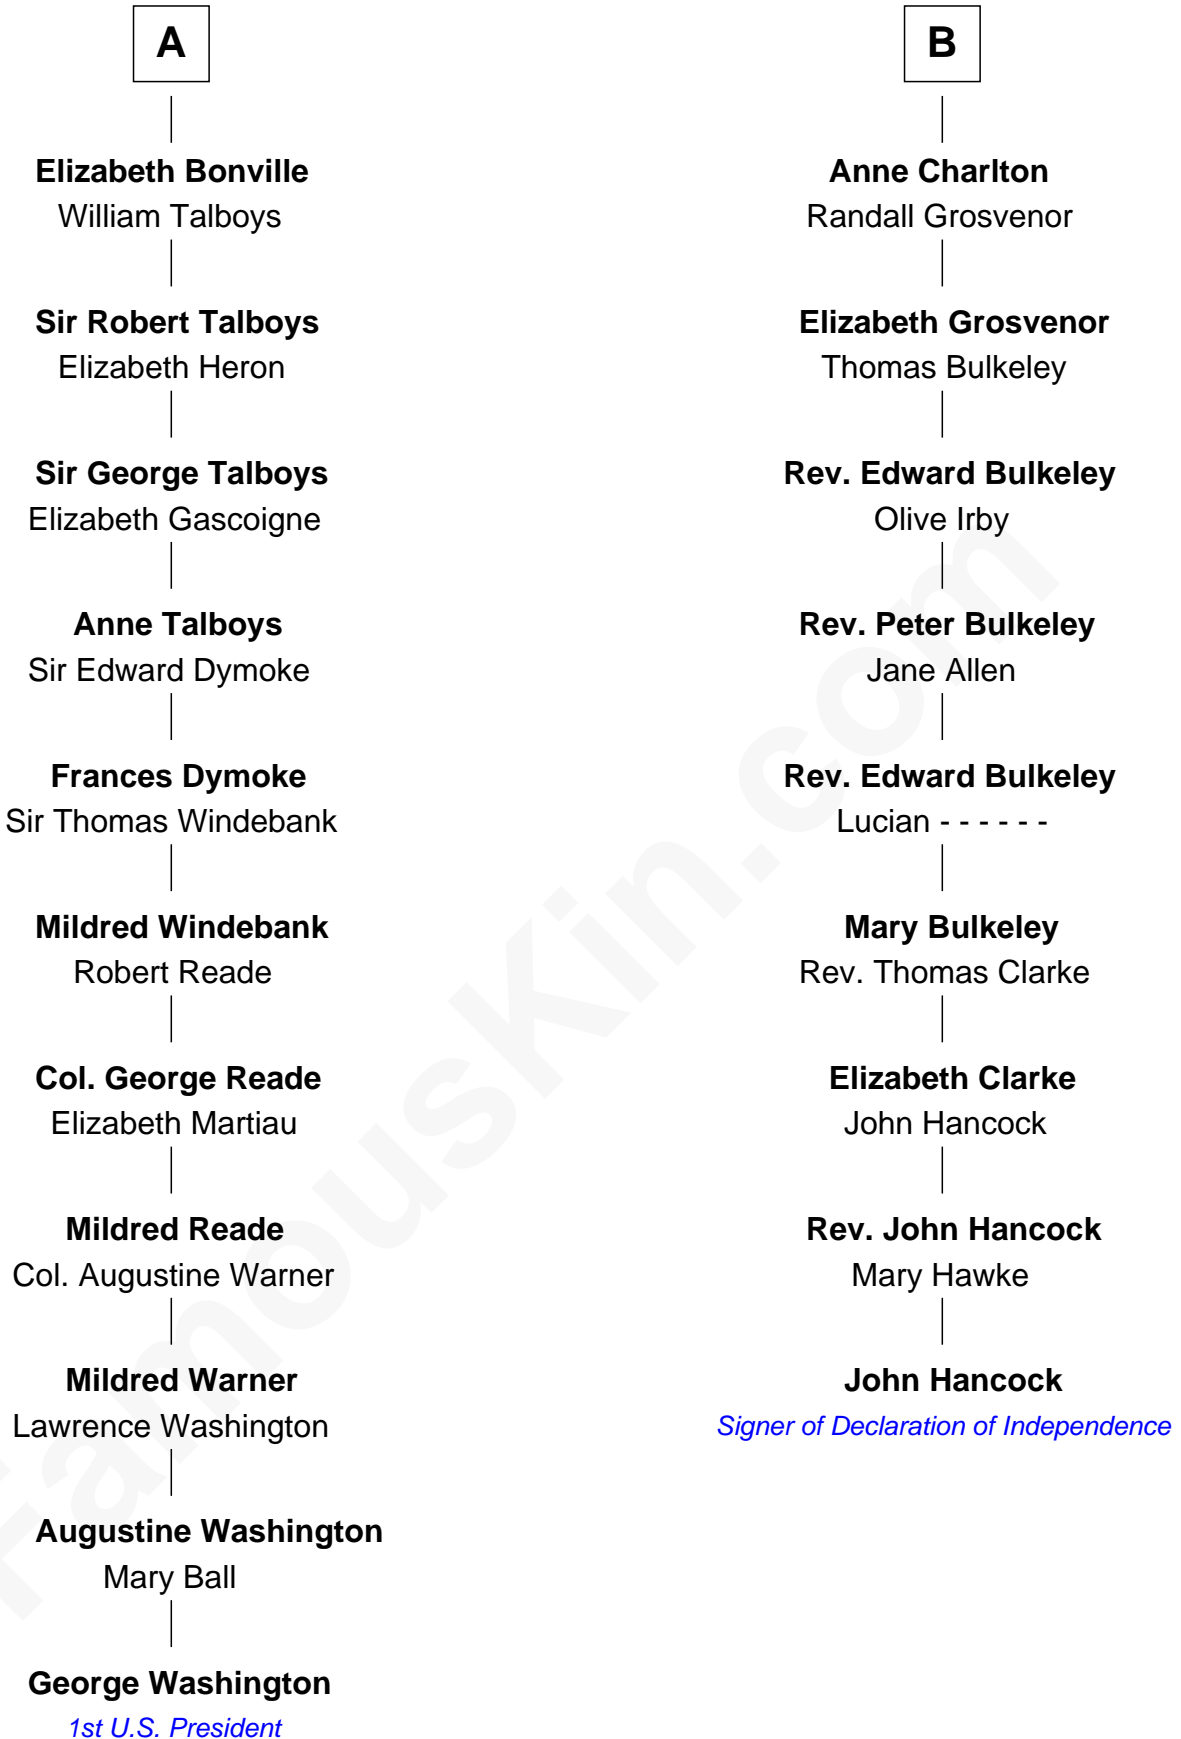 A
Elizabeth Bonville
William Talboys
Sir Robert Talboys
Elizabeth Heron
Sir George Talboys
Elizabeth Gascoigne
Anne Talboys
Sir Edward Dymoke
Frances Dymoke
Sir Thomas Windebank
Mildred Windebank
Robert Reade
Col. George Reade
Elizabeth Martiau
Mildred Reade
Col. Augustine Warner
Mildred Warner
Lawrence Washington
Augustine Washington
Mary Ball
George Washington
1st U.S. President
B
Anne Charlton
Randall Grosvenor
Elizabeth Grosvenor
Thomas Bulkeley
Rev. Edward Bulkeley
Olive Irby
Rev. Peter Bulkeley
Jane Allen
Rev. Edward Bulkeley
Lucian - - - - - -
Mary Bulkeley
Rev. Thomas Clarke
Elizabeth Clarke
John Hancock
Rev. John Hancock
Mary Hawke
John Hancock
Signer of Declaration of Independence
FamousKin.com